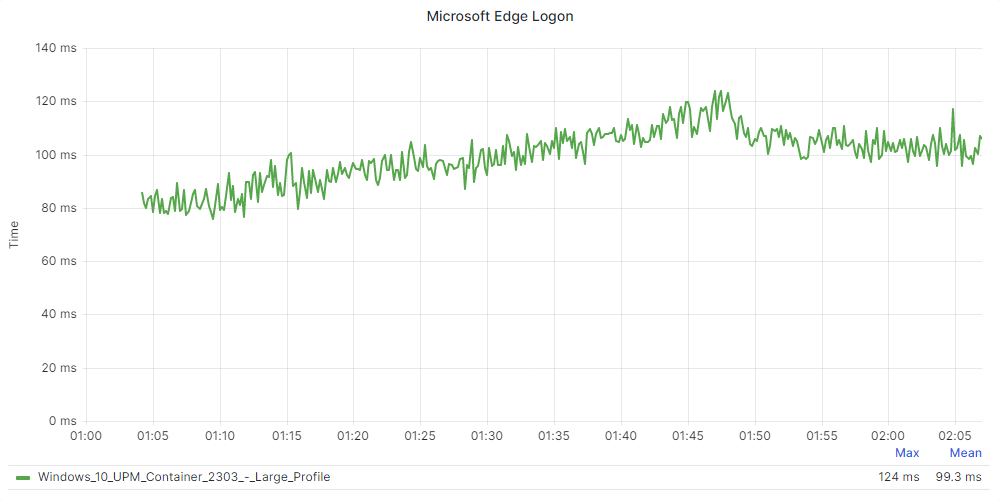 Microsoft Edge Logon
140 ms
120 ms
100 ms
80 ms
60 ms
40 ms
20 ms
0 ms
Time
01:00 01:05 01:10 01:15 01:20 01:25 01:30 01:35 01:40 01:45 01:50 01:55 02:00 02:05
Max Mean
Windows_10_UPM_Container_2303_-_Large_Profile 124 ms 99.3 ms